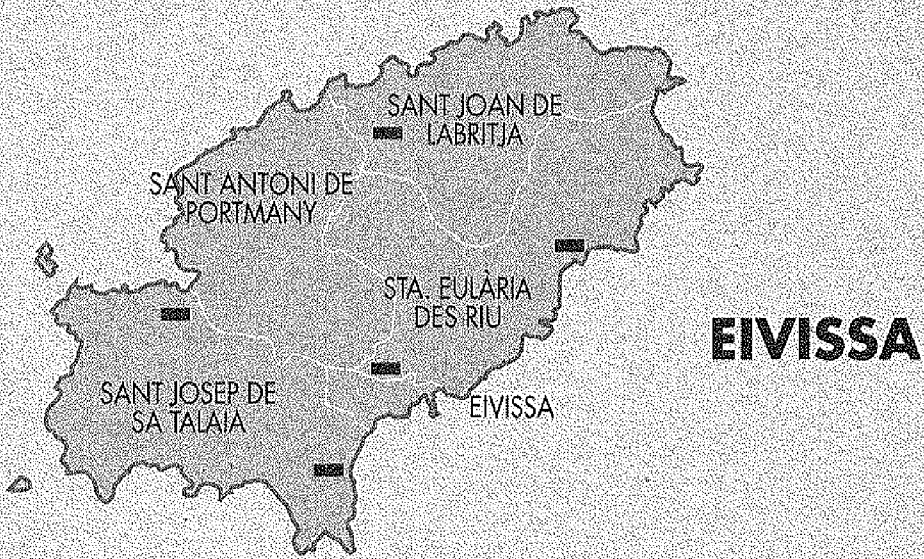 SANT JOAN DE
LABRITJA
SANT ANTONI DE
PORTMANY
STA. EULÀRIA
DES RIU
EIVISSA
SANT JOSEP DE
SA TALAIA
EIVISSA